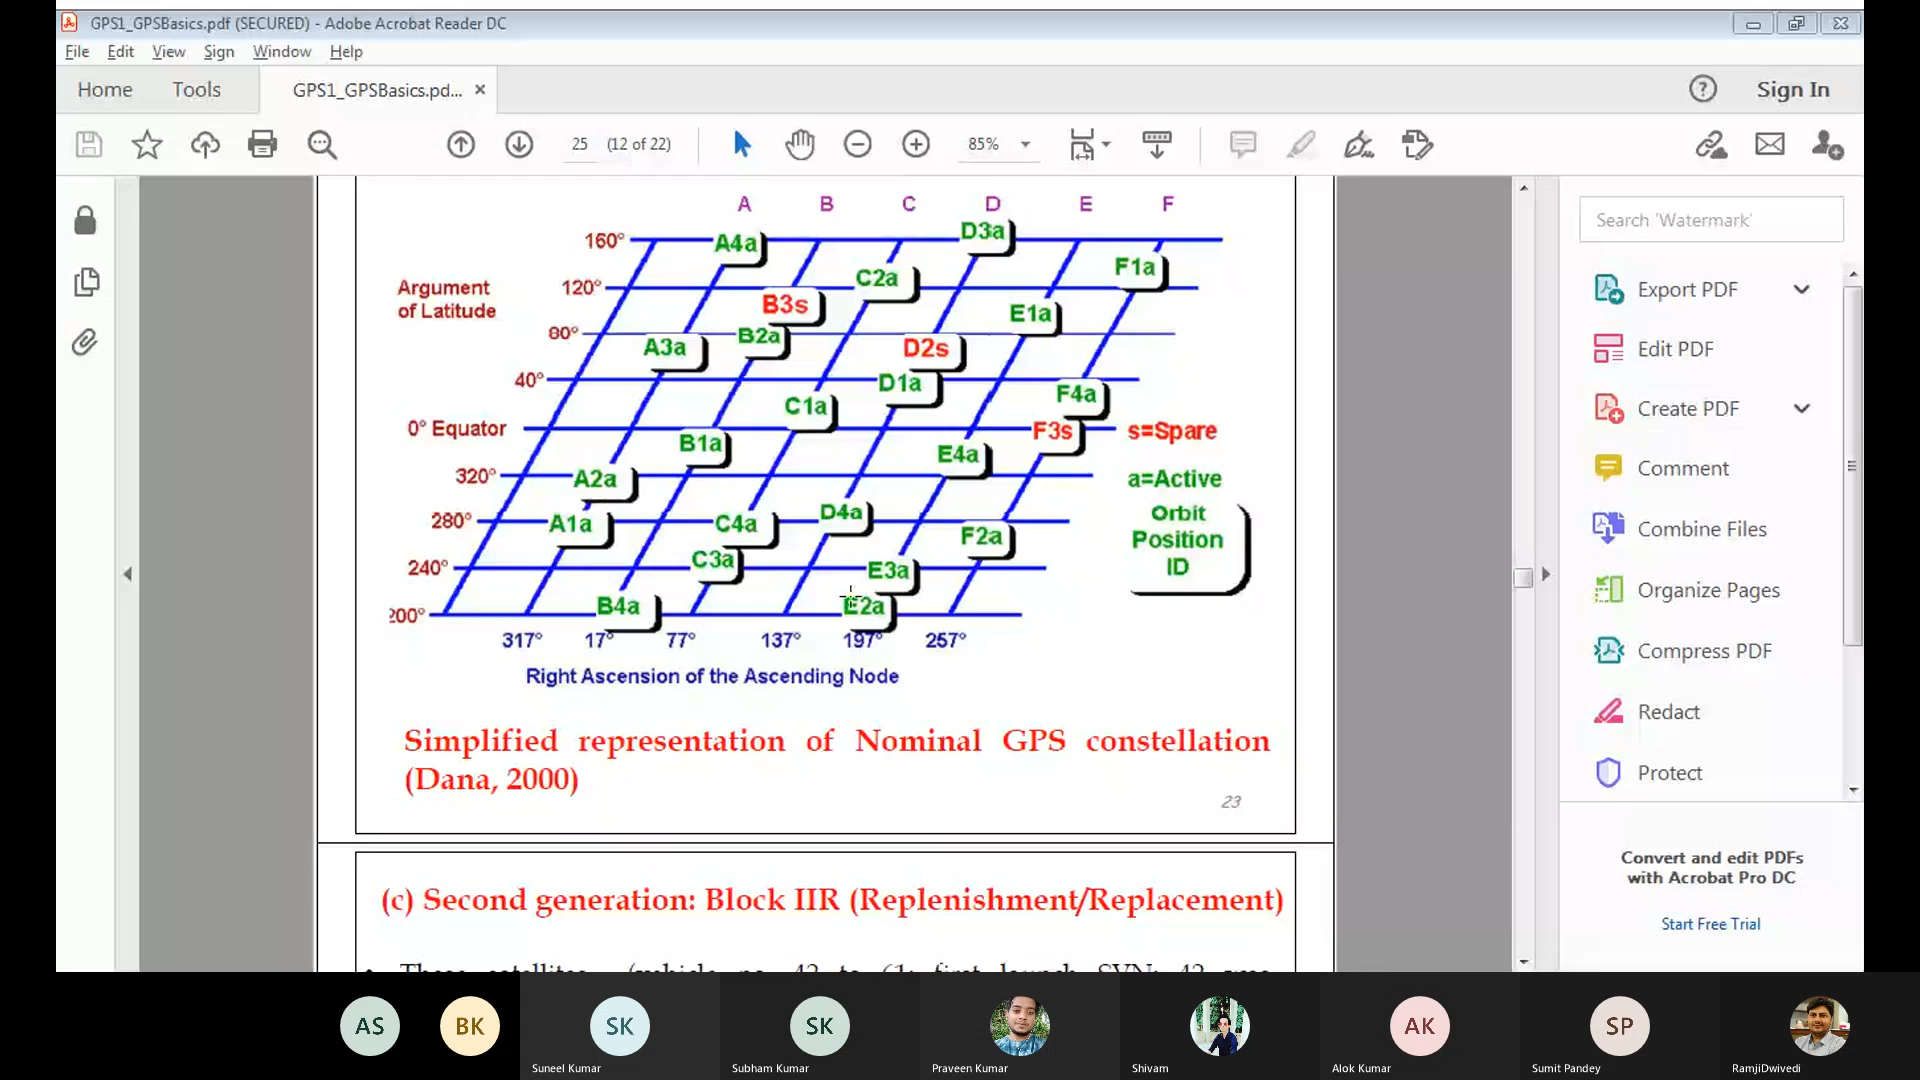 GPS1_GPSBasics.pdf (SECURED) - Adobe Acrobat Reader DC
File Edit View Sign Window Help
Home Tools GPS1_GPSBasics.pd... × Sign In
25 (12 of 22) 85%
A B C D E F
160° A4a D3a
Argument of Latitude
120° C2a F1a
B3s E1a
80° A3a B2a D2s
40° D1a F4a
C1a
0° Equator B1a F3s s=Spare
E4a
320° A2a a=Active
280° A1a C4a D4a F2a
Orbit
Position
ID
240° C3a E3a
200° B4a E2a
317° 17° 77° 137° 197° 257°
Right Ascension of the Ascending Node
Simplified representation of Nominal GPS constellation
(Dana, 2000)
23
(c) Second generation: Block IIR (Replenishment/Replacement)
Search 'Watermark'
Export PDF
Edit PDF
Create PDF
Comment
Combine Files
Organize Pages
Compress PDF
Redact
Protect
Convert and edit PDFs
with Acrobat Pro DC
Start Free Trial
AS BK SK SK AK SP
Suneel Kumar Subham Kumar Praveen Kumar Shivam Alok Kumar Sumit Pandey RamjiDwivedi